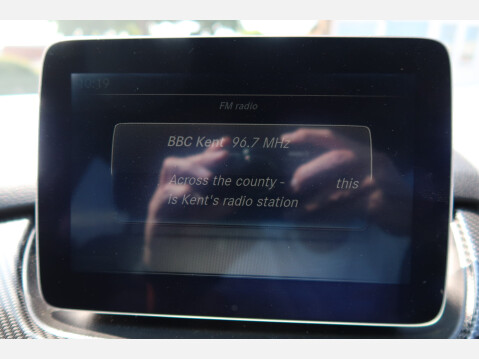 FM radio
BBC Kent 96.7 MHz
Across the county - this
is Kent's radio station